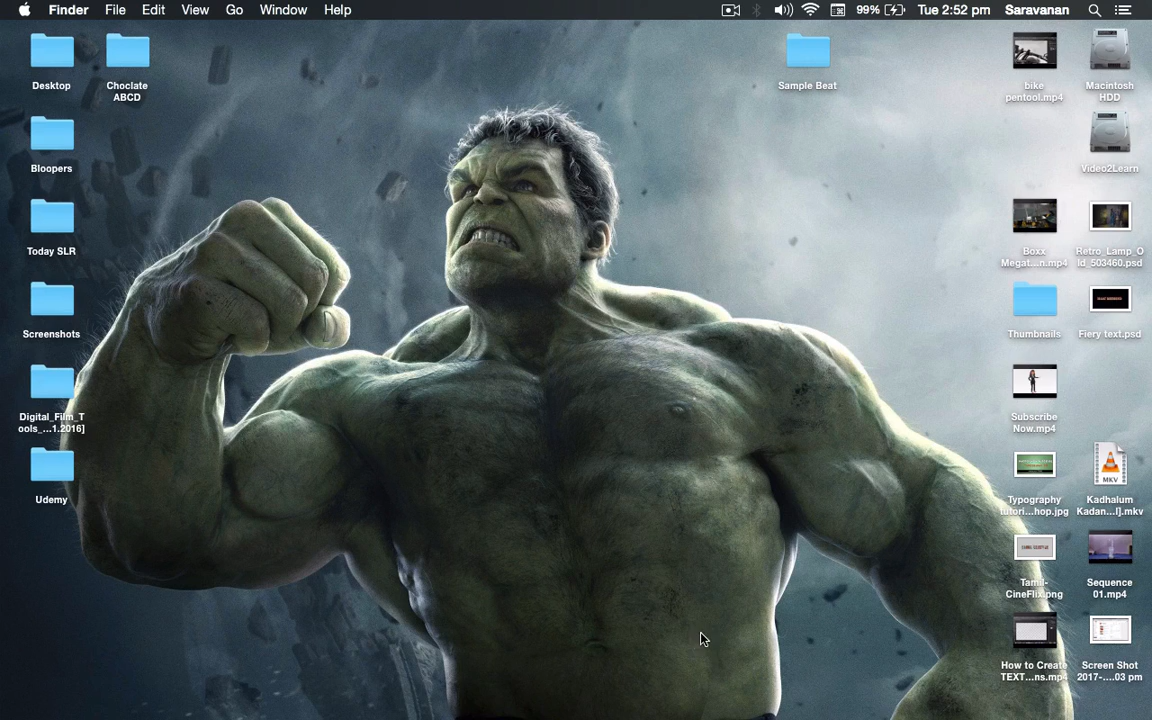 Finder File Edit View Go Window Help 99% Tue 2:52 pm Saravanan
Desktop
Choclate
ABCD
Sample Beat
bike
pentool.mp4
Macintosh
HDD
Bloopers
Video2Learn
Today SLR
Boxx
Megat...n.mp4
Retro_Lamp_O
ld_503460.psd
Screenshots
Thumbnails
Fiery text.psd
Digital_Film_T
ools_...1.2016]
Subscribe
Now.mp4
Udemy
Typography
tutori...hop.jpg
Kadhalum
Kadan...l].mkv
MKV
Tamil-
CineFlix.png
Sequence
01.mp4
How to Create
TEXT...ns.mp4
Screen Shot
2017-....03 pm